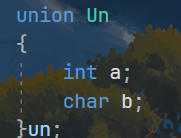 union Un
{
    int a;
    char b;
}un;